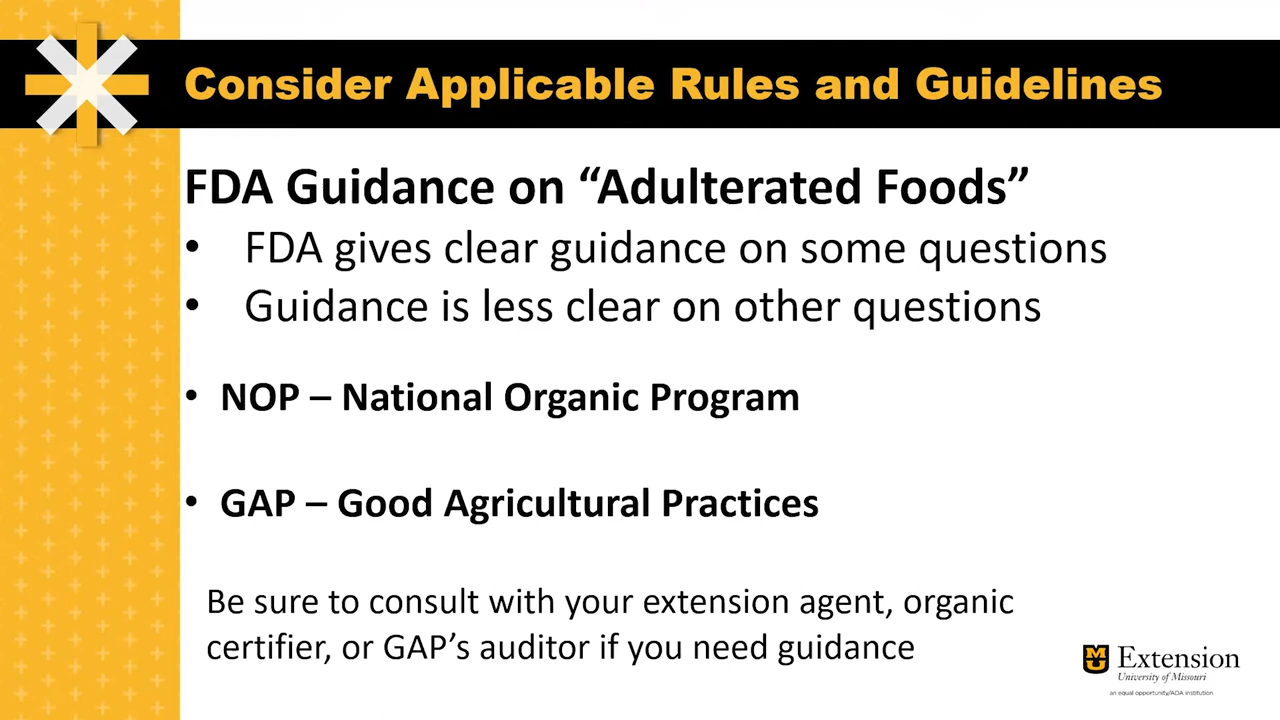 Consider Applicable Rules and Guidelines
FDA Guidance on “Adulterated Foods”
• FDA gives clear guidance on some questions
• Guidance is less clear on other questions
• NOP – National Organic Program
• GAP – Good Agricultural Practices
Be sure to consult with your extension agent, organic
certifier, or GAP’s auditor if you need guidance
MU
Extension
University of Missouri
an equal opportunity/ADA institution